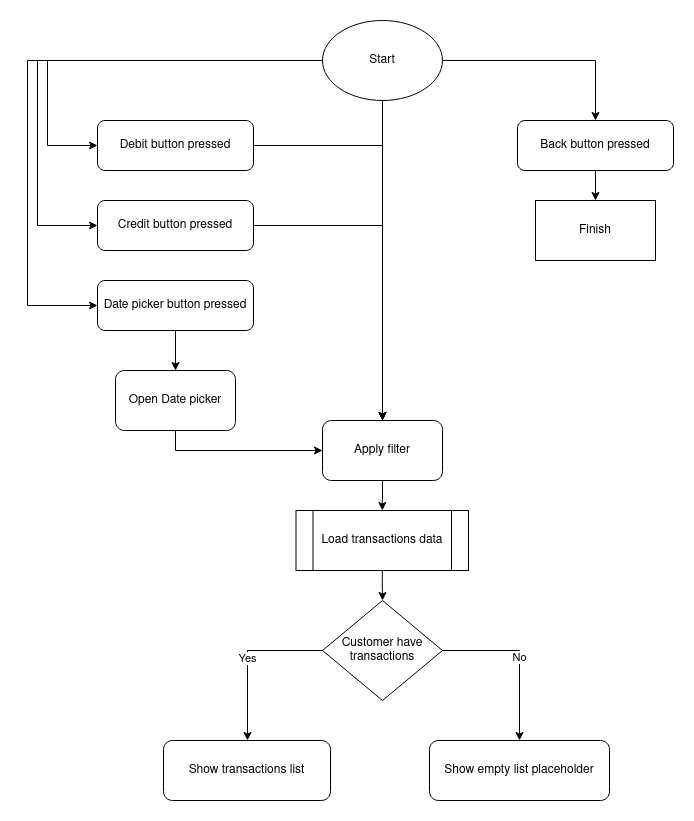 Start
Debit button pressed
Back button pressed
Credit button pressed
Finish
Date picker button pressed
Open Date picker
Apply filter
Load transactions data
Customer have
transactions
Yes
No
Show transactions list
Show empty list placeholder